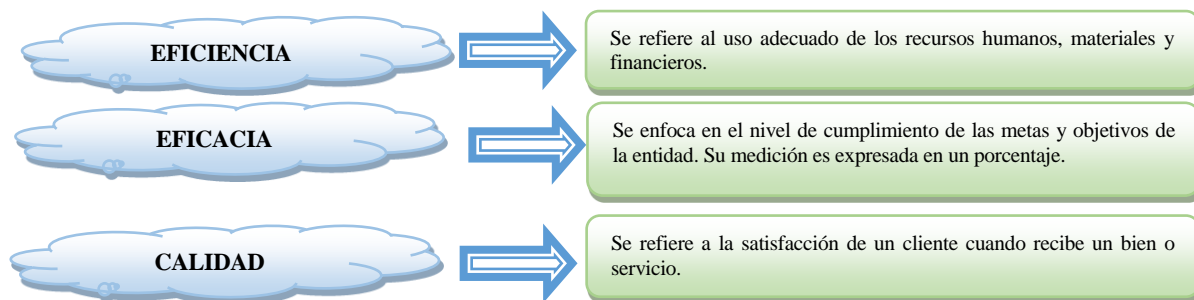 EFICIENCIA
Se refiere al uso adecuado de los recursos humanos, materiales y
financieros.
EFICACIA
Se enfoca en el nivel de cumplimiento de las metas y objetivos de
la entidad. Su medición es expresada en un porcentaje.
CALIDAD
Se refiere a la satisfacción de un cliente cuando recibe un bien o
servicio.